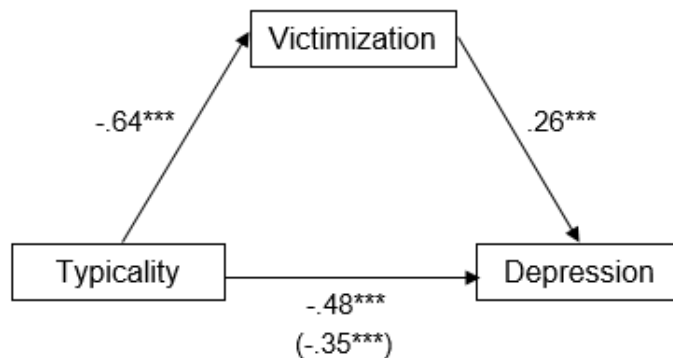 Victimization
-.64***
.26***
Typicality
Depression
-.48***
(-.35***)